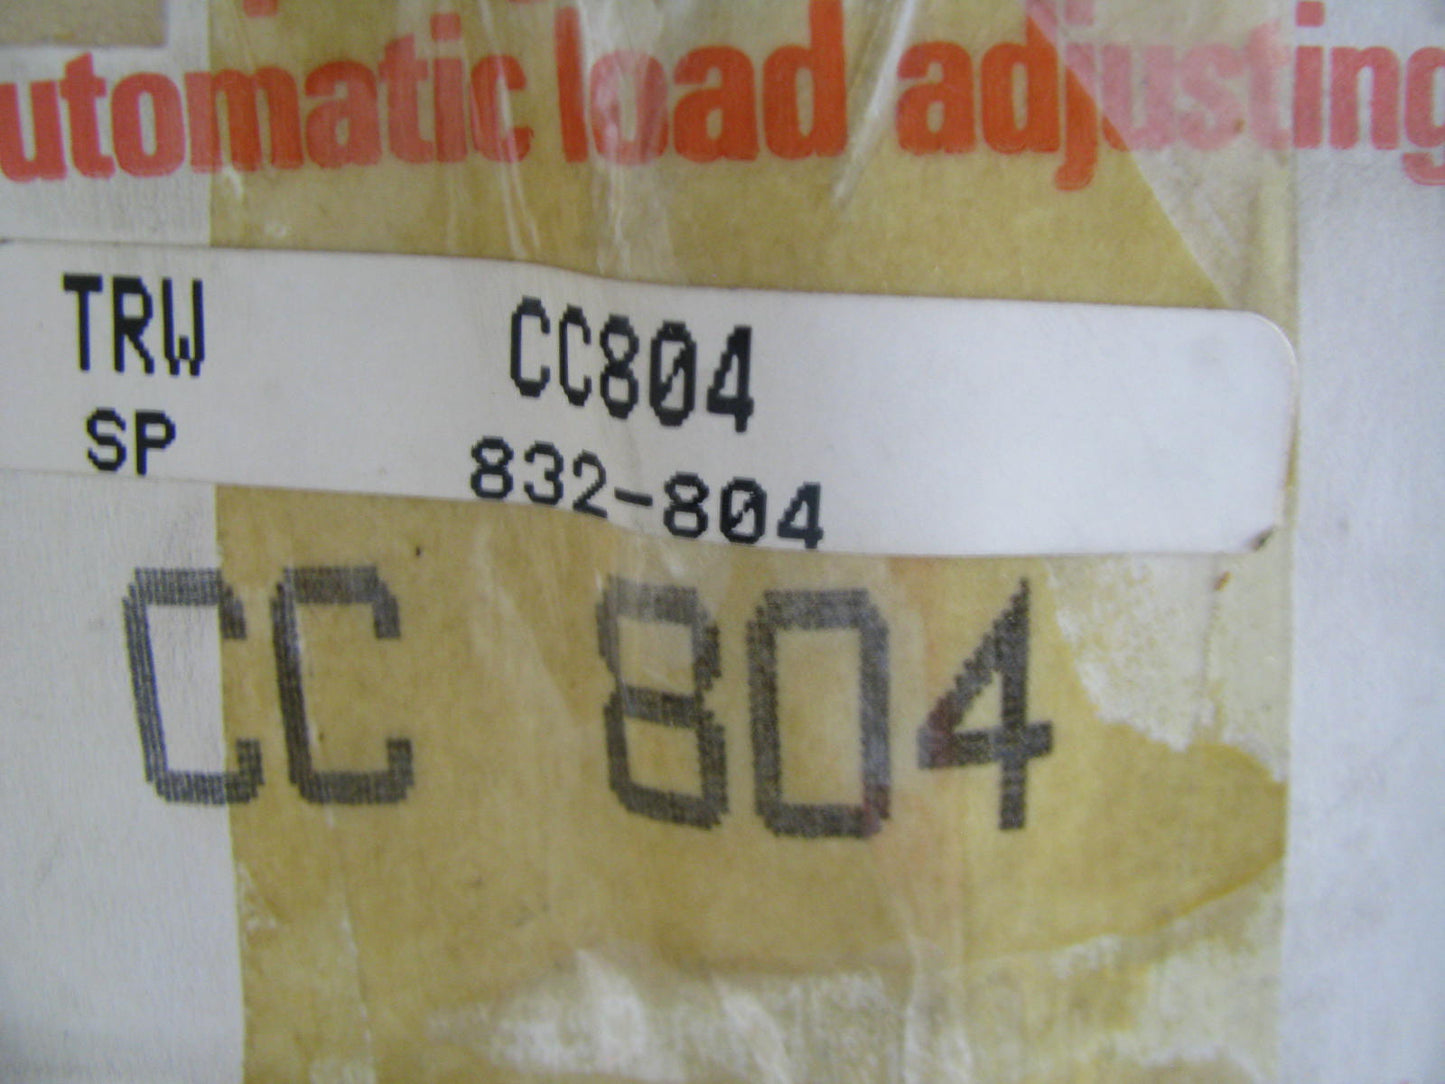 utomatic load adjusting
TRW CC804
SP 832-804
CC 804